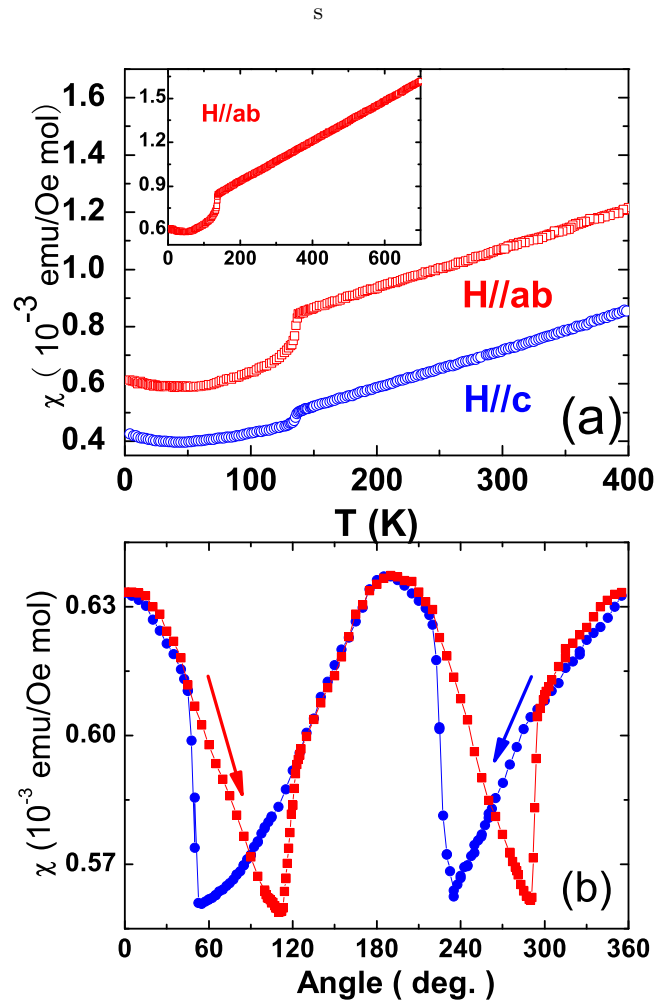 s
1.6
1.4
1.2
1.0
0.8
0.6
0.4
χ ( 10⁻³ emu/Oe mol)
1.5
1.2
0.9
0.6
0 200 400 600
H//ab
H//ab
H//c
(a)
0 100 200 300 400
T (K)
0.63
0.60
0.57
χ (10⁻³ emu/Oe mol)
(b)
0 60 120 180 240 300 360
Angle ( deg. )